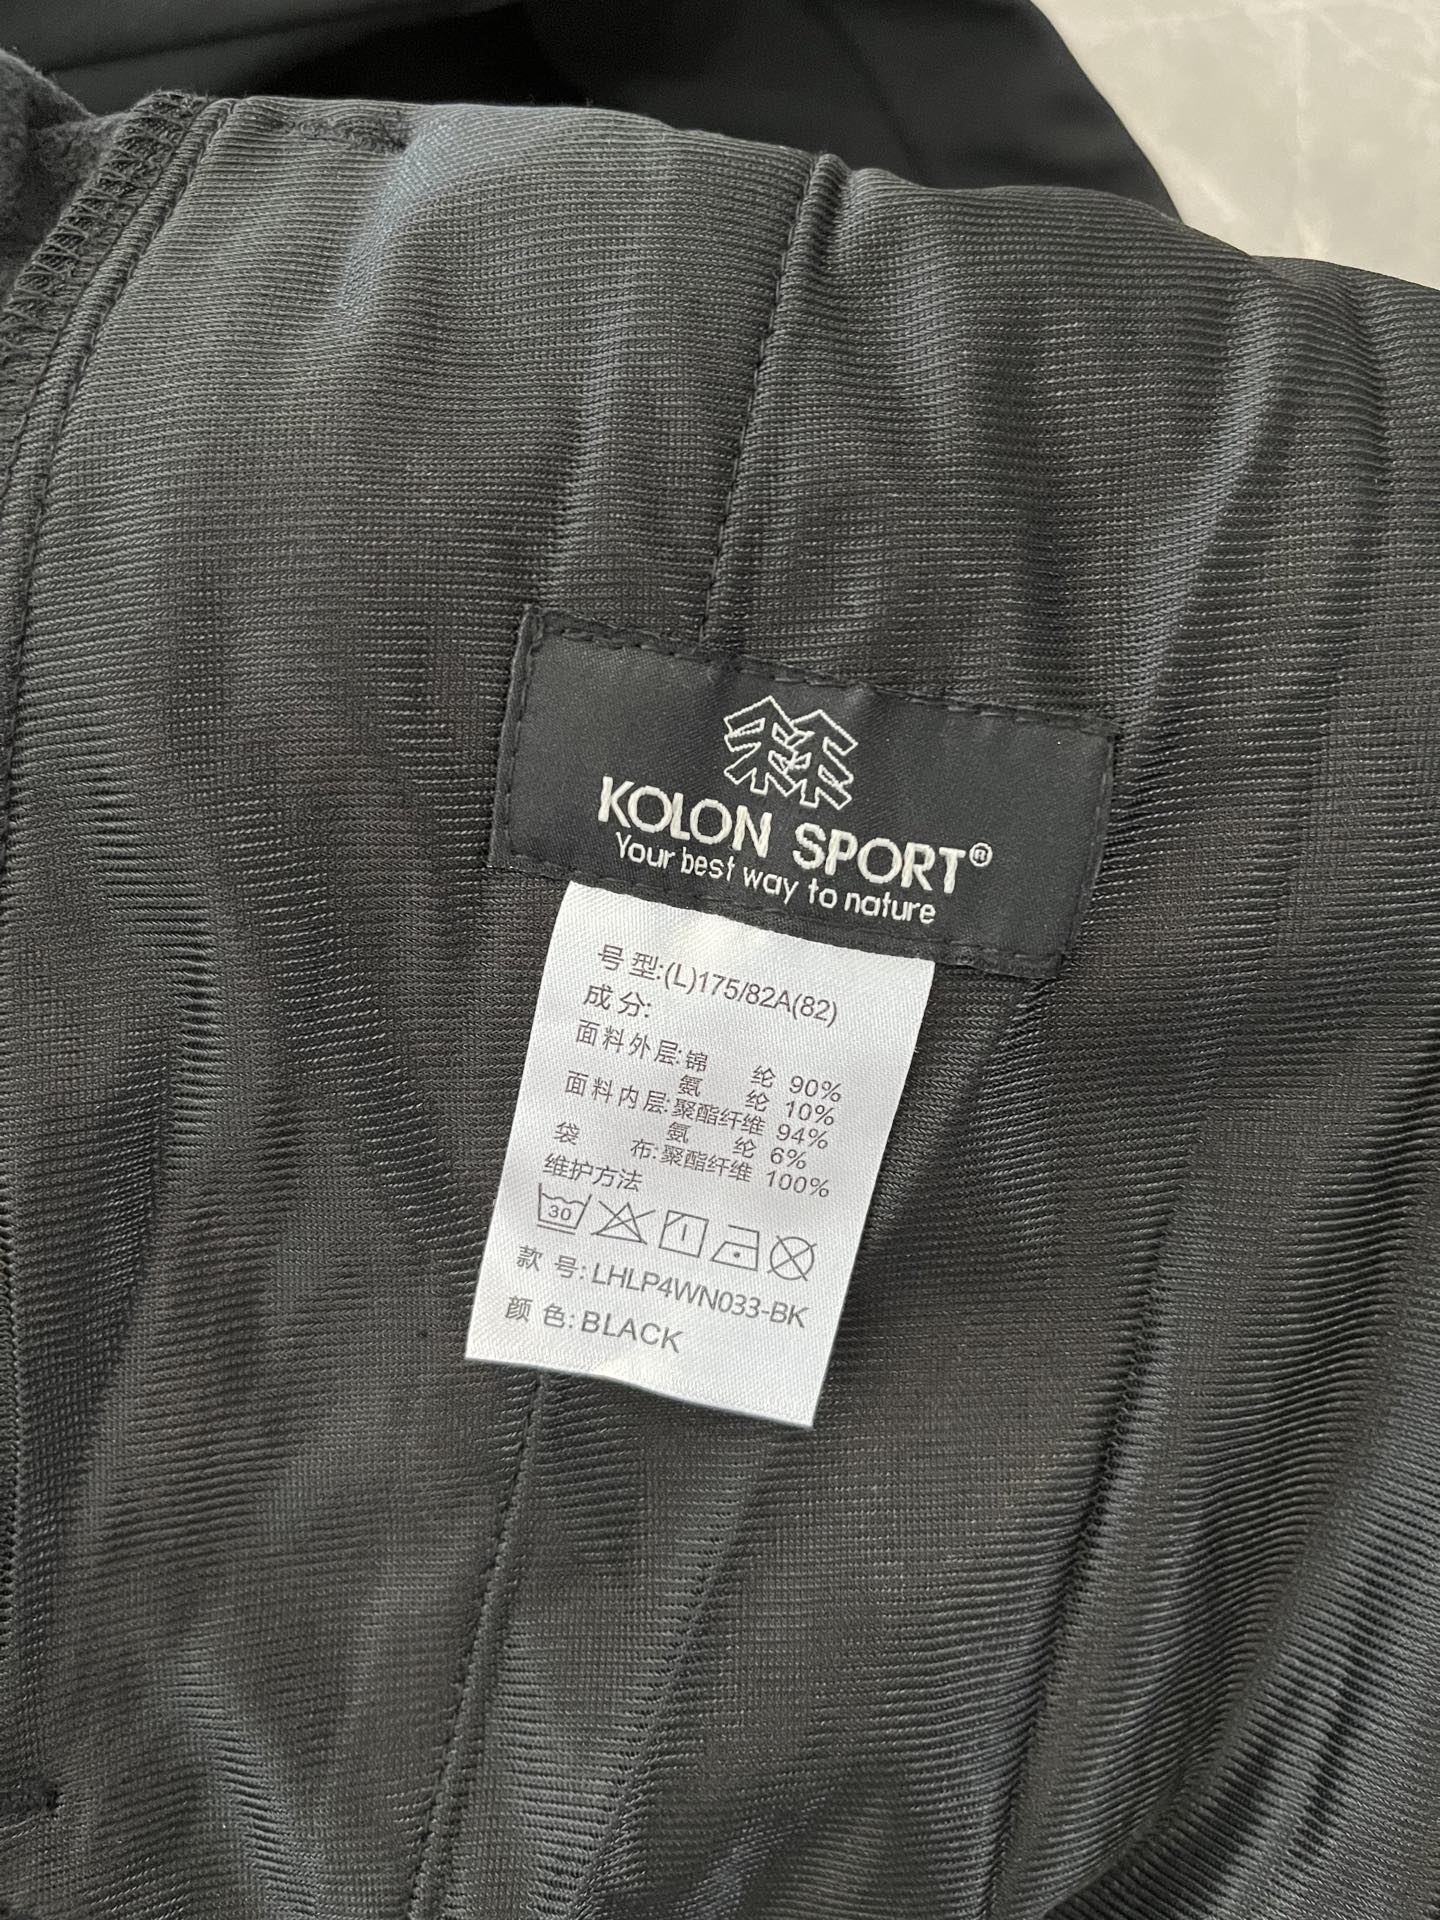 KOLON SPORT®
Your best way to nature
号型:(L)175/82A(82)
成分:
面料外层:锦纶 90%
氨纶 10%
面料内层:聚酯纤维 94%
氨纶 6%
袋布:聚酯纤维 100%
维护方法
30
款号:LHLP4WN033-BK
颜色:BLACK